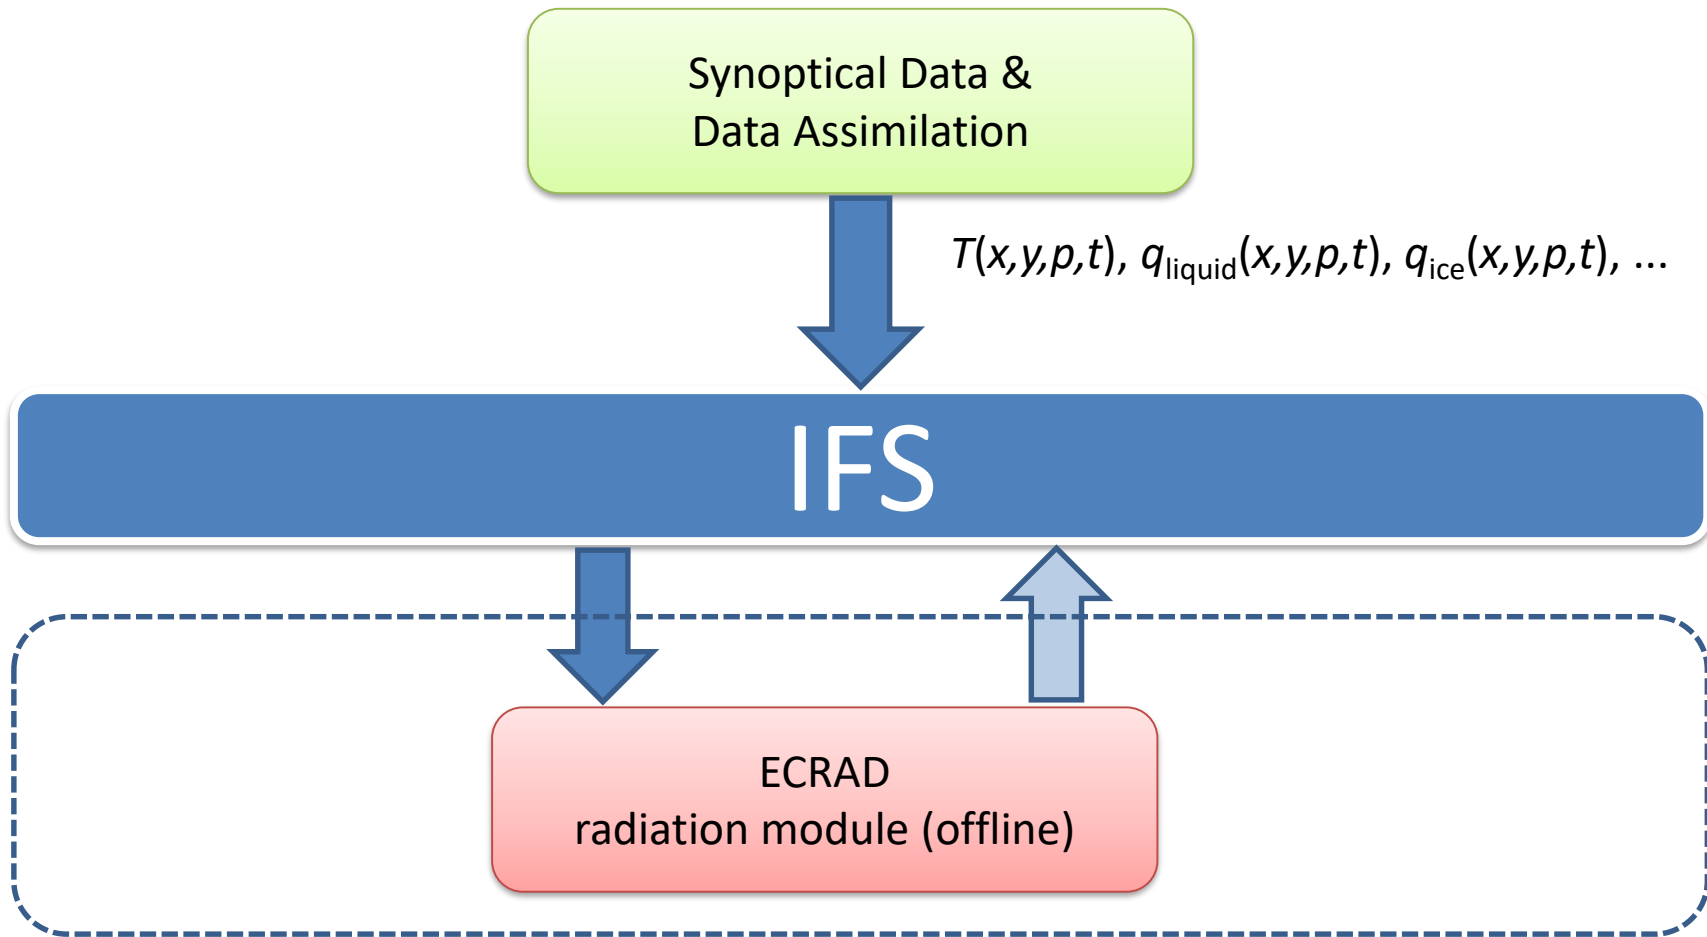 Synoptical Data &
Data Assimilation
T(x,y,p,t), qliquid(x,y,p,t), qice(x,y,p,t), ...
IFS
ECRAD
radiation module (offline)